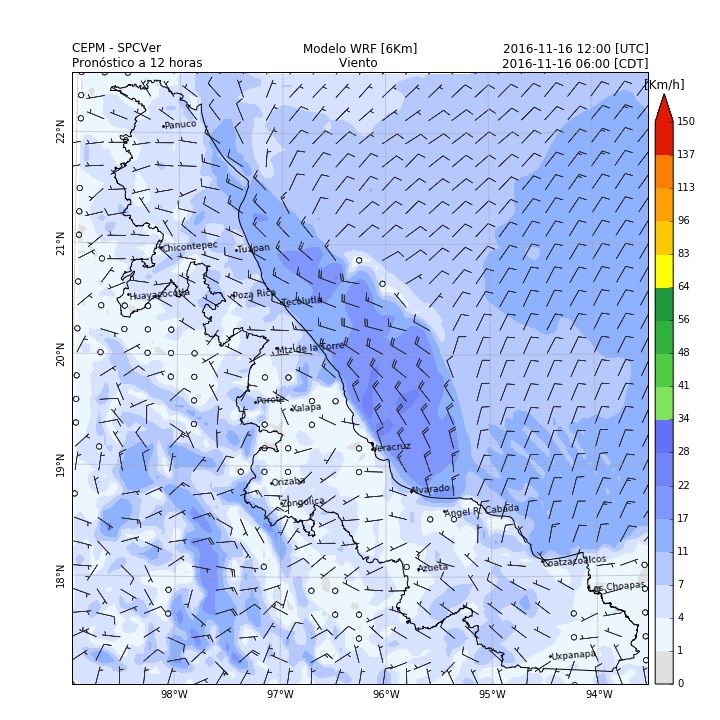 CEPM - SPCVer
Modelo WRF [6Km]
2016-11-16 12:00 [UTC]
Pronóstico a 12 horas
Viento
2016-11-16 06:00 [CDT]
[Km/h]
150
137
113
96
83
64
56
48
41
34
28
22
17
11
7
4
1
0
22°N
21°N
20°N
19°N
18°N
98°W
97°W
96°W
95°W
94°W
Panuco
Chicontepec
Tuxpan
Huayacocotla
Poza Rica
Tecolutla
Mtz de la Torre
Perote
Xalapa
Veracruz
Orizaba
Alvarado
Zongolica
Angel R. Cabada
Azueta
Coatzacoalcos
Choapas
Uxpanapa